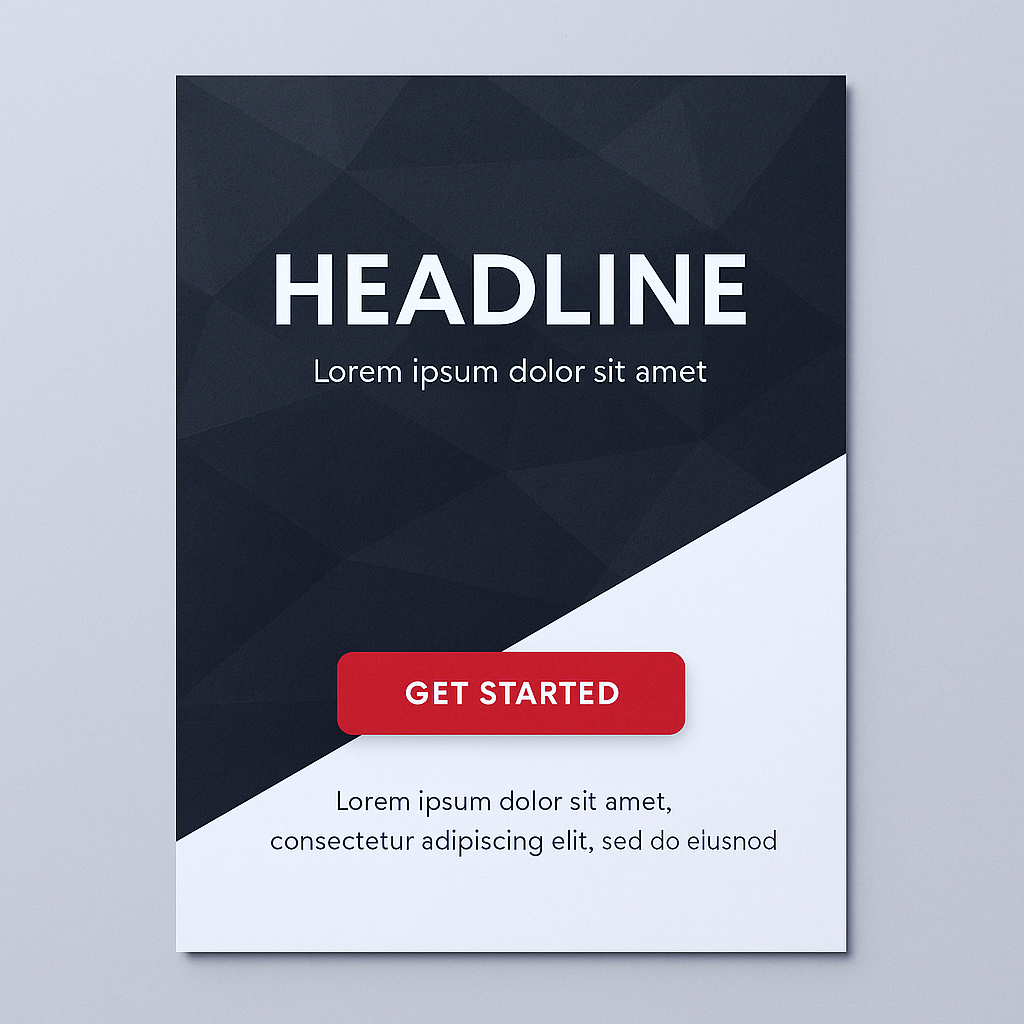 HEADLINE
Lorem ipsum dolor sit amet
GET STARTED
Lorem ipsum dolor sit amet,
consectetur adipiscing elit, sed do eiusnod